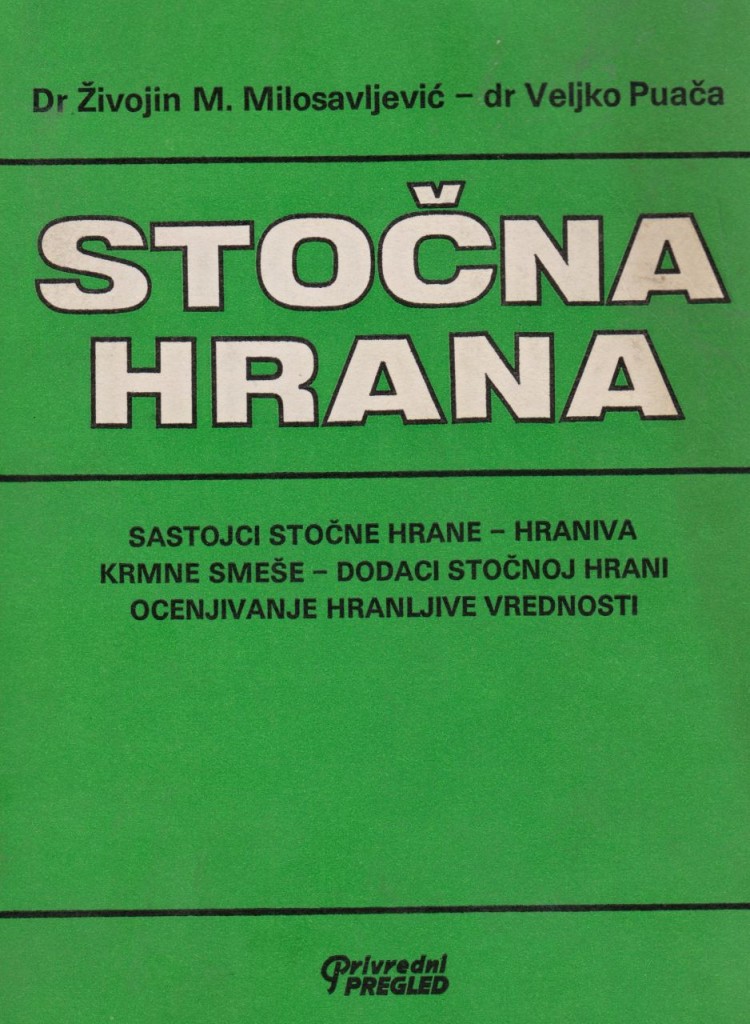 Dr Živojin M. Milosavljević – dr Veljko Puača
STOČNA
HRANA
SASTOJCI STOČNE HRANE – HRANIVA
KRMNE SMEŠE – DODACI STOČNOJ HRANI
OCENJIVANJE HRANLJIVE VREDNOSTI
Privredni
PREGLED